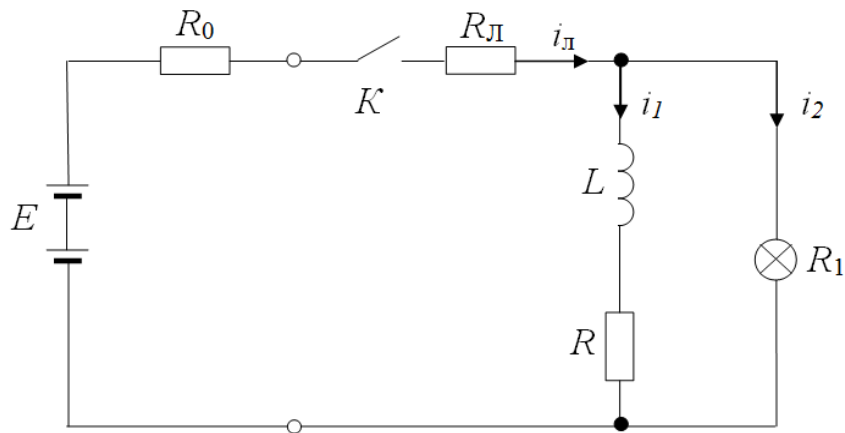 R₀
K
Rл
iл
i₁
i₂
L
E
R₁
R